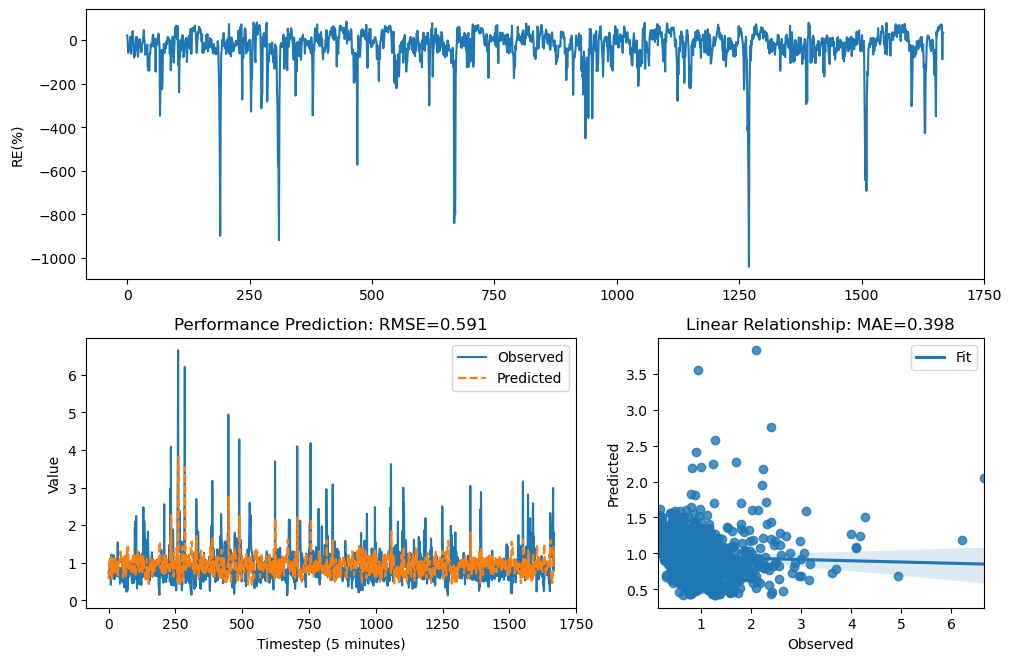 0
−200
−400
−600
−800
−1000
RE(%)
0 250 500 750 1000 1250 1500 1750
Performance Prediction: RMSE=0.591
Observed
Predicted
6
5
4
3
2
1
0
Value
0 250 500 750 1000 1250 1500 1750
Timestep (5 minutes)
Linear Relationship: MAE=0.398
Fit
3.5
3.0
2.5
2.0
1.5
1.0
0.5
Predicted
1 2 3 4 5 6
Observed